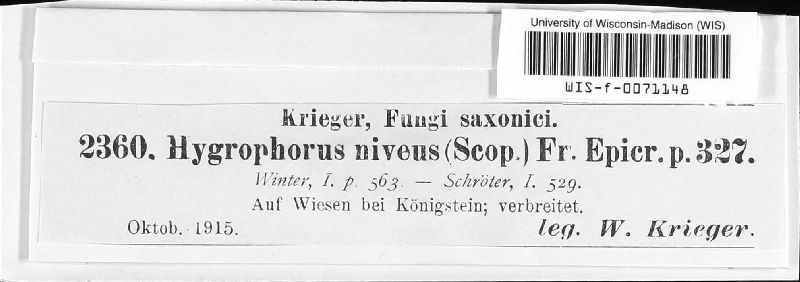 University of Wisconsin-Madison (WIS)
WIS-f-0071148
Krieger, Fungi saxonici.
2360. Hygrophorus niveus (Scop.) Fr. Epicr. p. 327.
Winter, I. p. 563. — Schröter, I. 529.
Auf Wiesen bei Königstein; verbreitet.
Oktob. 1915. leg. W. Krieger.